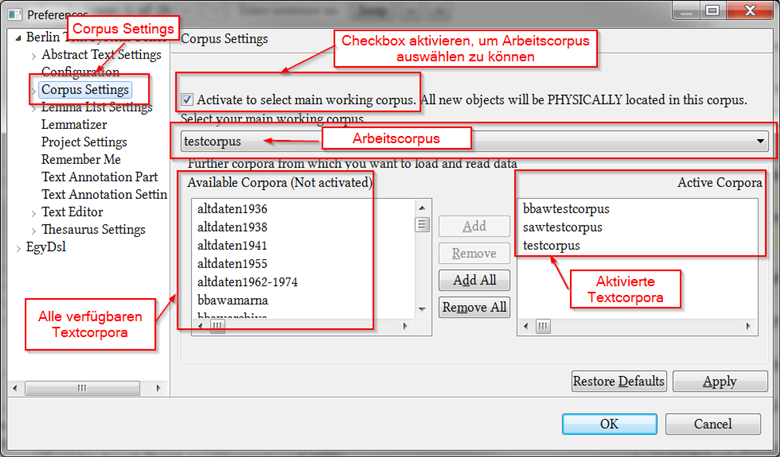 Preferences
Corpus Settings
Berlin Text System
Abstract Text Settings
Configuration
Corpus Settings
Lemma List Settings
Lemmatizer
Project Settings
Remember Me
Text Annotation Part
Text Annotation Settin
Text Editor
Thesaurus Settings
EgyDsl
Alle verfügbaren
Textcorpora
Corpus Settings
Checkbox aktivieren, um Arbeitscorpus
auswählen zu können
Activate to select main working corpus. All new objects will be PHYSICALLY located in this corpus.
Select your main working corpus
testcorpus
Arbeitscorpus
Further corpora from which you want to load and read data
Available Corpora (Not activated)
altdaten1936
altdaten1938
altdaten1941
altdaten1955
altdaten1962-1974
bbawamarna
bbawarchive
Add
Remove
Add All
Remove All
Active Corpora
bbawtestcorpus
sawtestcorpus
testcorpus
Aktivierte
Textcorpora
Restore Defaults
Apply
OK
Cancel